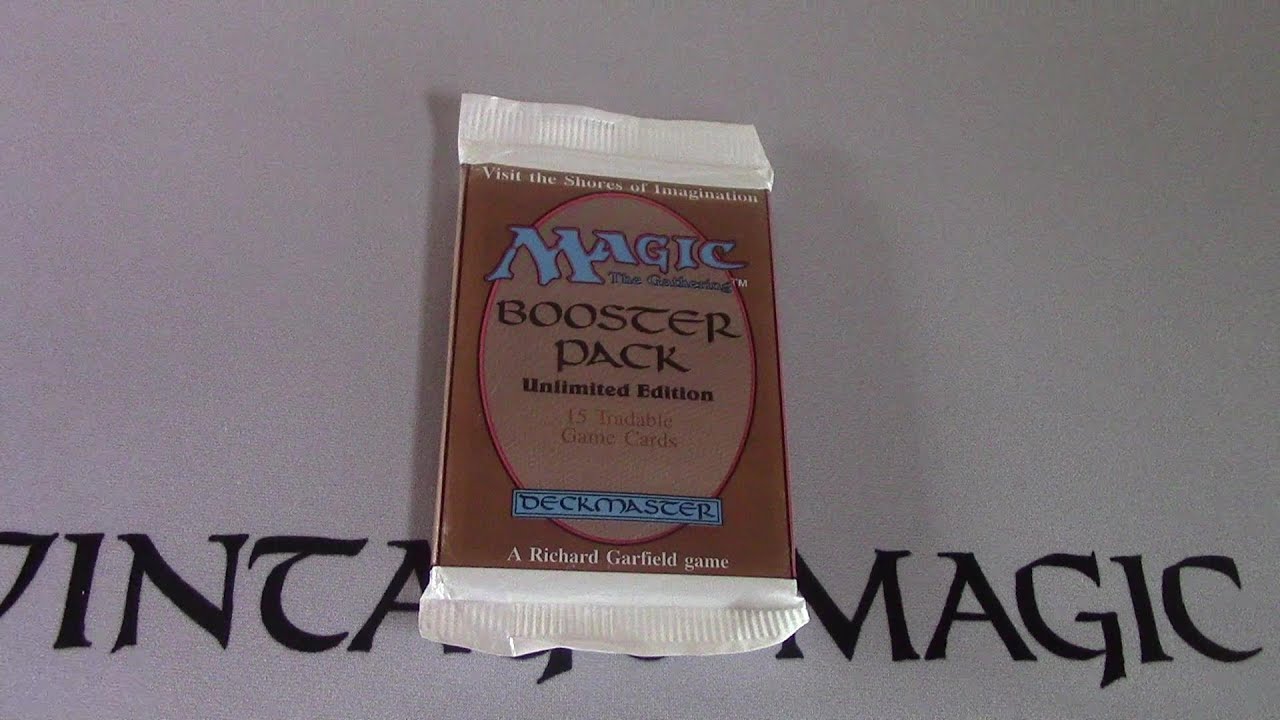 Visit the Shores of Imagination
MAGIC
The Gathering™
BOOSTER
PACK
Unlimited Edition
15 Tradable
Game Cards
DECKMASTER
A Richard Garfield game
MAGIC